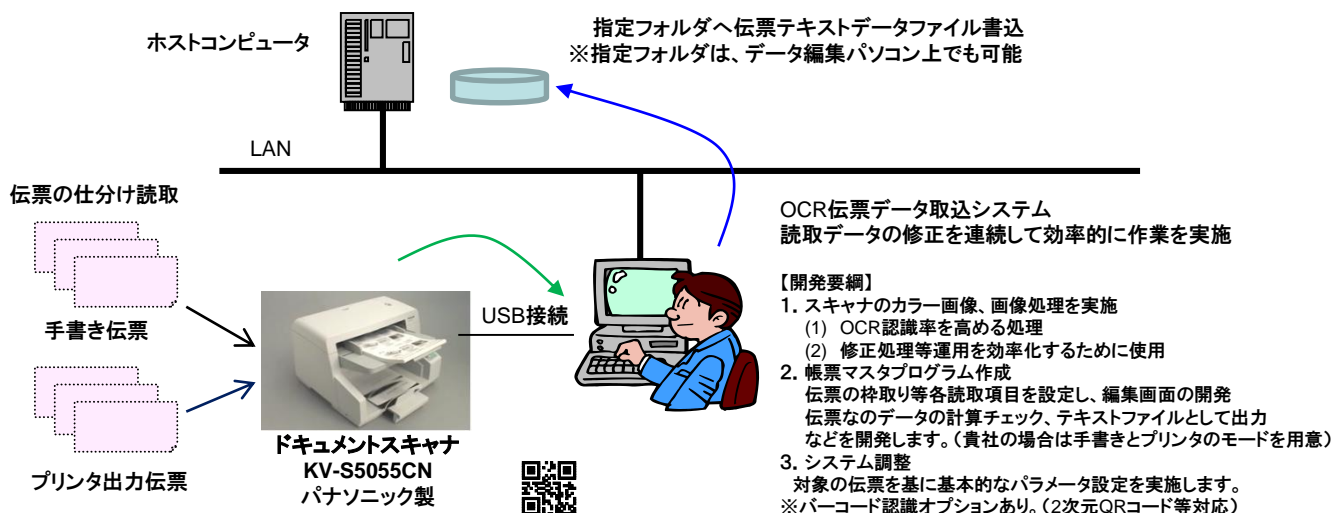 ホストコンピュータ
指定フォルダへ伝票テキストデータファイル書込
※指定フォルダは、データ編集パソコン上でも可能
LAN
伝票の仕分け読取
手書き伝票
プリンタ出力伝票
USB接続
ドキュメントスキャナ
KV-S5055CN
パナソニック製
OCR伝票データ取込システム
読取データの修正を連続して効率的に作業を実施
【開発要綱】
1. スキャナのカラー画像、画像処理を実施
(1) OCR認識率を高める処理
(2) 修正処理等運用を効率化するために使用
2. 帳票マスタプログラム作成
伝票の枠取り等各読取項目を設定し、編集画面の開発
伝票なのデータの計算チェック、テキストファイルとして出力
などを開発します。（貴社の場合は手書きとプリンタのモードを用意）
3. システム調整
対象の伝票を基に基本的なパラメータ設定を実施します。
※バーコード認識オプションあり。（2次元QRコード等対応）